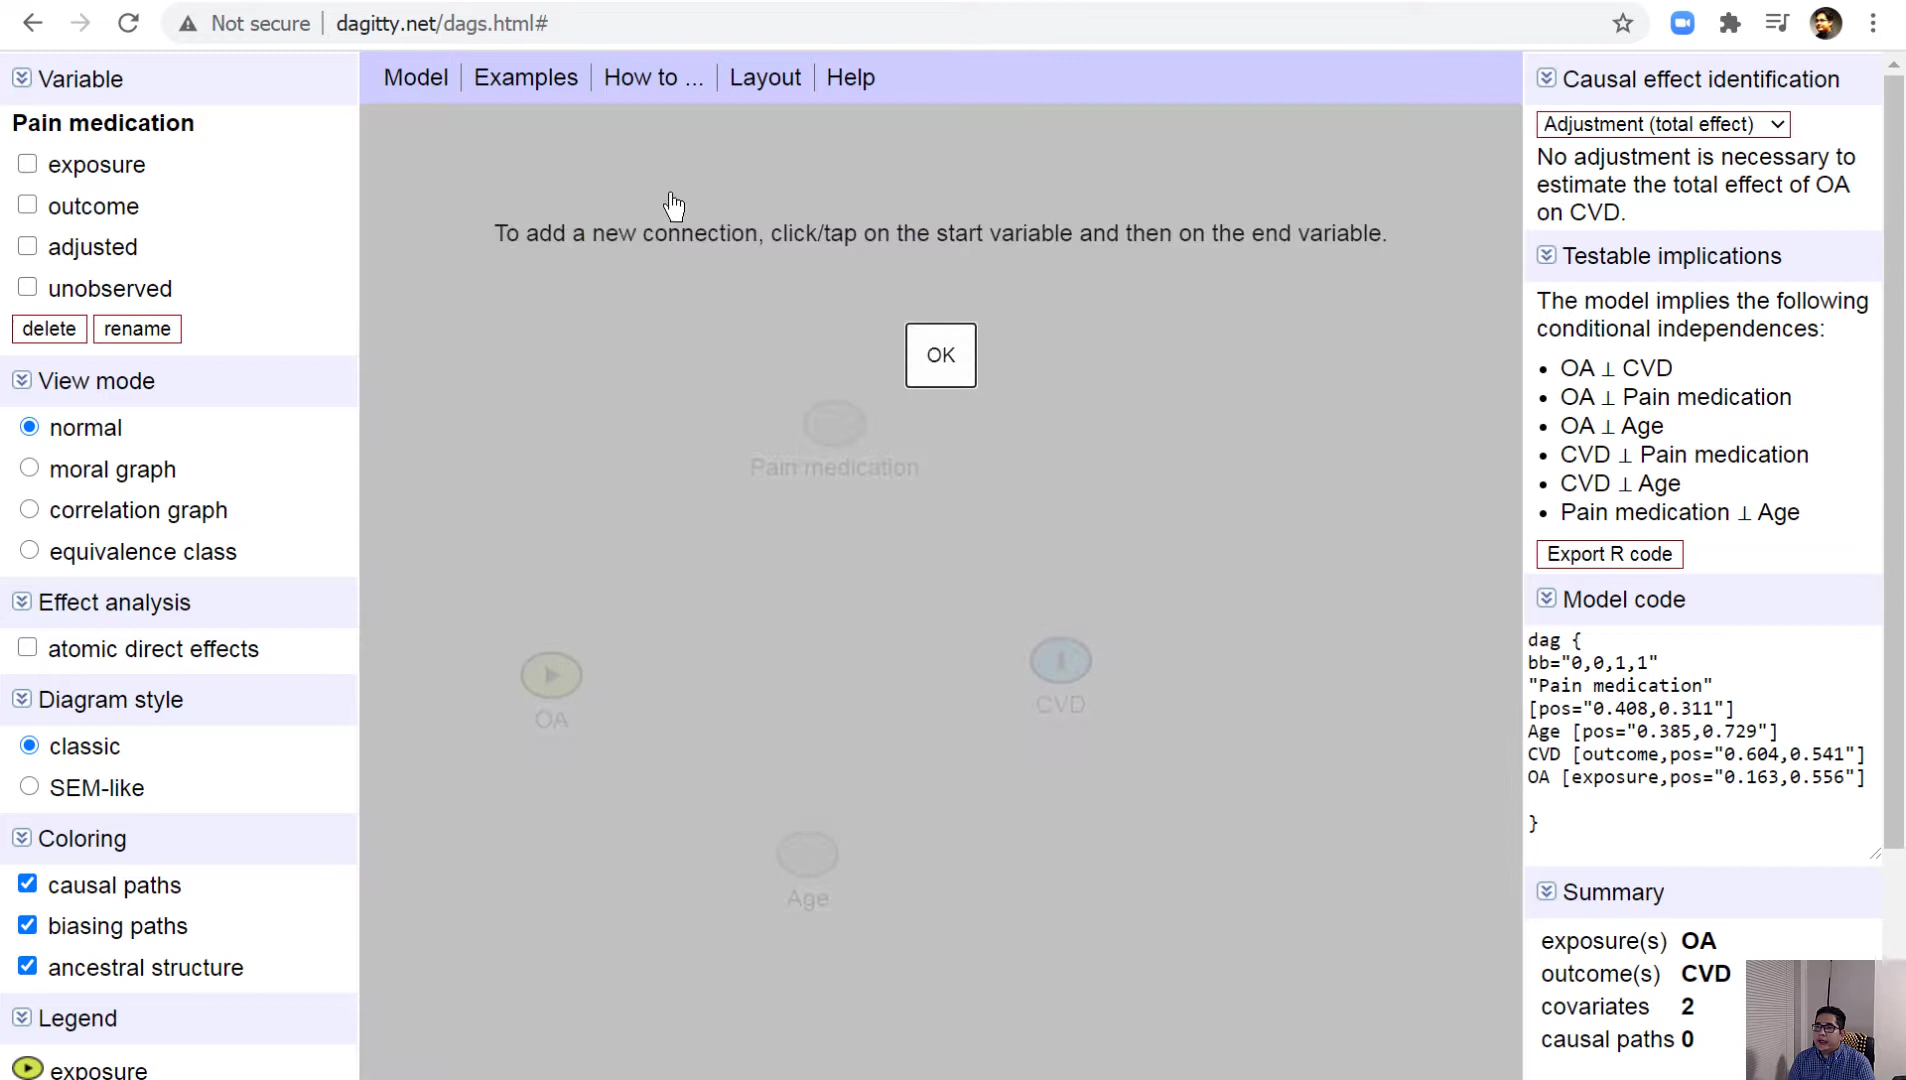 Not secure
dagitty.net/dags.html#
Variable
Pain medication
exposure
outcome
adjusted
unobserved
delete
rename
View mode
normal
moral graph
correlation graph
equivalence class
Effect analysis
atomic direct effects
Diagram style
classic
SEM-like
Coloring
causal paths
biasing paths
ancestral structure
Legend
exposure
Model
Examples
How to ...
Layout
Help
To add a new connection, click/tap on the start variable and then on the end variable.
OK
Pain medication
OA
CVD
Age
Causal effect identification
Adjustment (total effect)
No adjustment is necessary to
estimate the total effect of OA
on CVD.
Testable implications
The model implies the following
conditional independences:
OA ⊥ CVD
OA ⊥ Pain medication
OA ⊥ Age
CVD ⊥ Pain medication
CVD ⊥ Age
Pain medication ⊥ Age
Export R code
Model code
dag {
bb="0,0,1,1"
"Pain medication"
[pos="0.408,0.311"]
Age [pos="0.385,0.729"]
CVD [outcome,pos="0.604,0.541"]
OA [exposure,pos="0.163,0.556"]
}
Summary
exposure(s) OA
outcome(s) CVD
covariates 2
causal paths 0